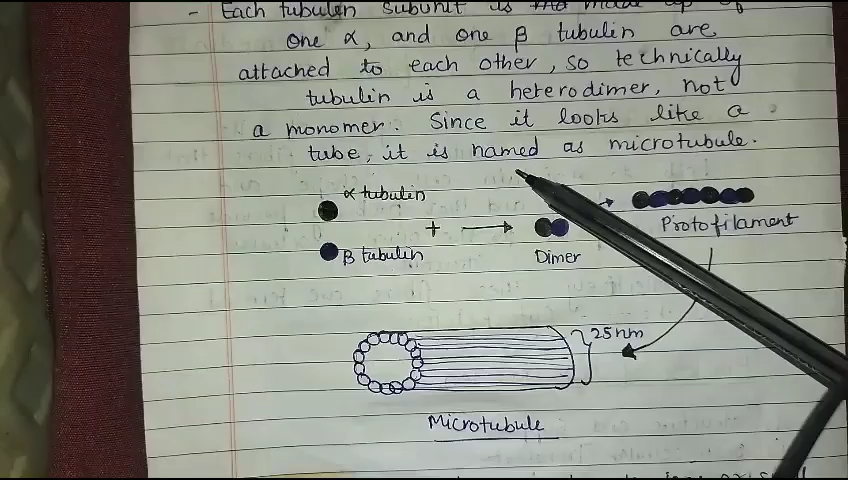 - Each tubulin subunit is made up of
one α, and one β tubulin are
attached to each other, so technically
tubulin is a heterodimer, not
a monomer. Since it looks like a
tube, it is named as microtubule.
α tubulin
+
β tubulin
Dimer
Protofilament
25nm
Microtubule